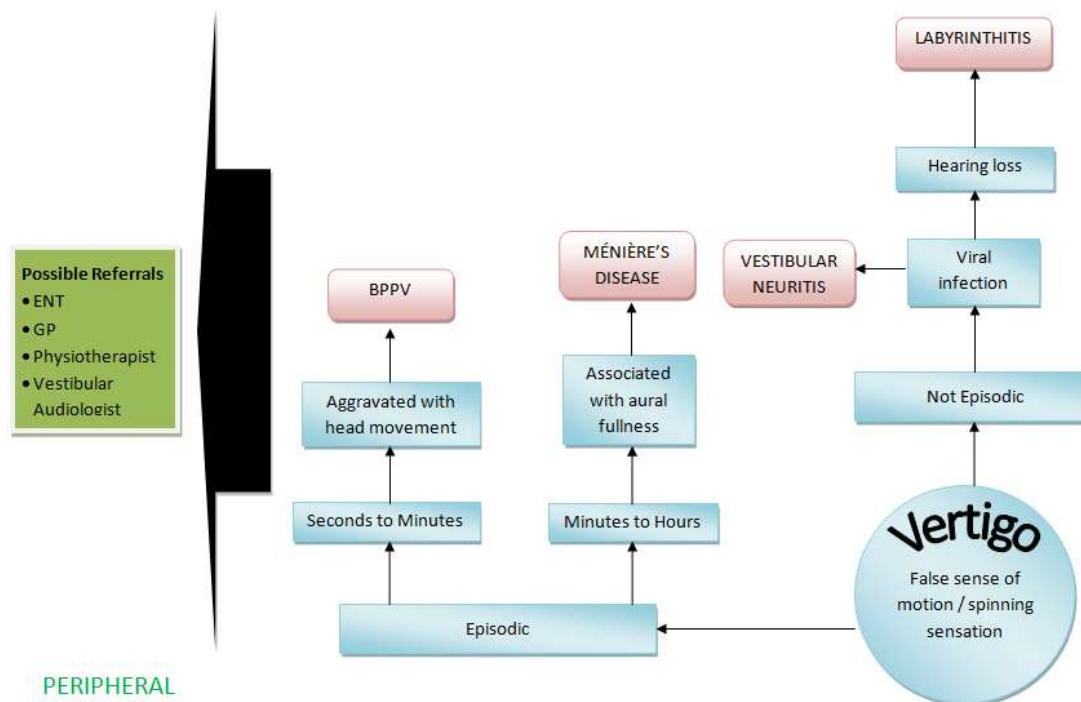 LABYRINTHITIS
Hearing loss
Possible Referrals
• ENT
• GP
• Physiotherapist
• Vestibular
Audiologist
BPPV
MÉNIÈRE'S
DISEASE
VESTIBULAR
NEURITIS
Viral
infection
Aggravated with
head movement
Associated
with aural
fullness
Not Episodic
Seconds to Minutes
Minutes to Hours
Vertigo
False sense of
motion / spinning
sensation
Episodic
PERIPHERAL